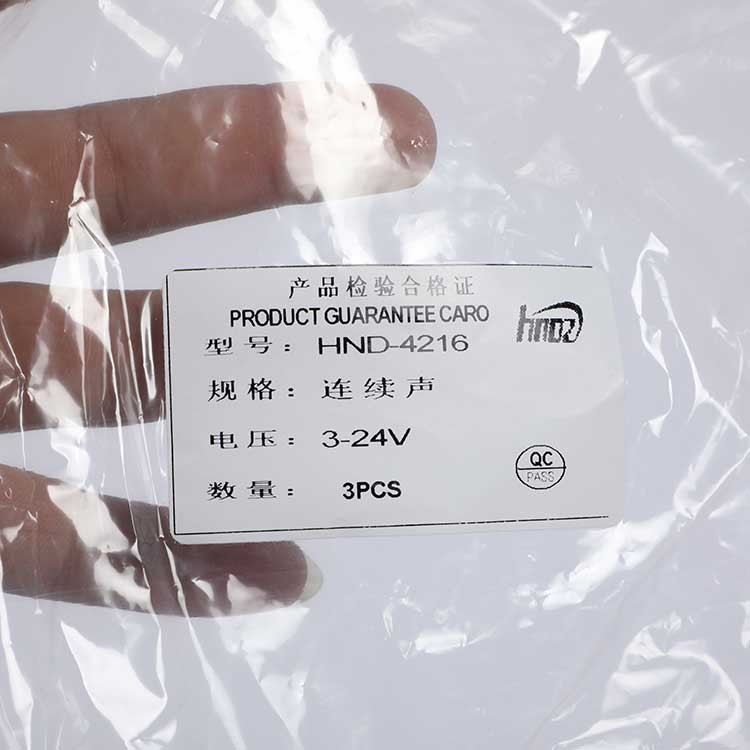 产品检验合格证
PRODUCT GUARANTEE CARO
hndz
型号：HND-4216
规格：连续声
电压：3-24V
数量：3PCS
QC
PASS